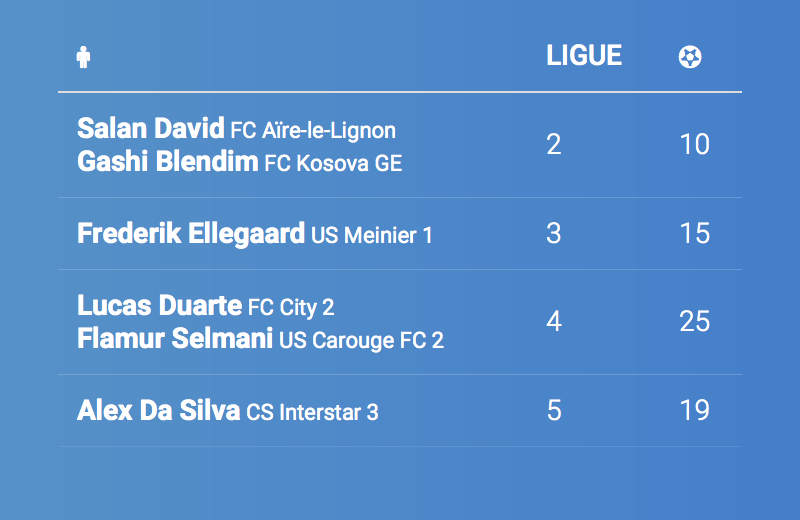 LIGUE
Salan David FC Aïre-le-Lignon
Gashi Blendim FC Kosova GE
2 10
Frederik Ellegaard US Meinier 1 3 15
Lucas Duarte FC City 2
Flamur Selmani US Carouge FC 2
4 25
Alex Da Silva CS Interstar 3 5 19